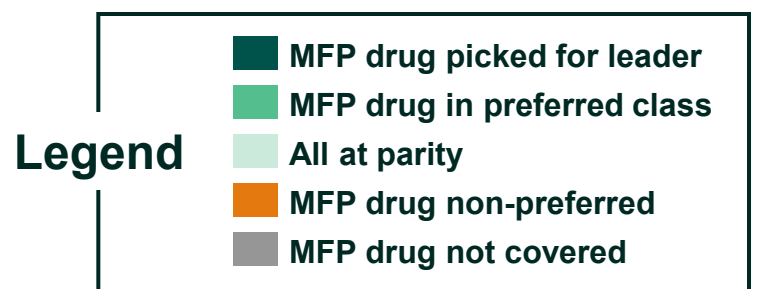 Legend
MFP drug picked for leader
MFP drug in preferred class
All at parity
MFP drug non-preferred
MFP drug not covered